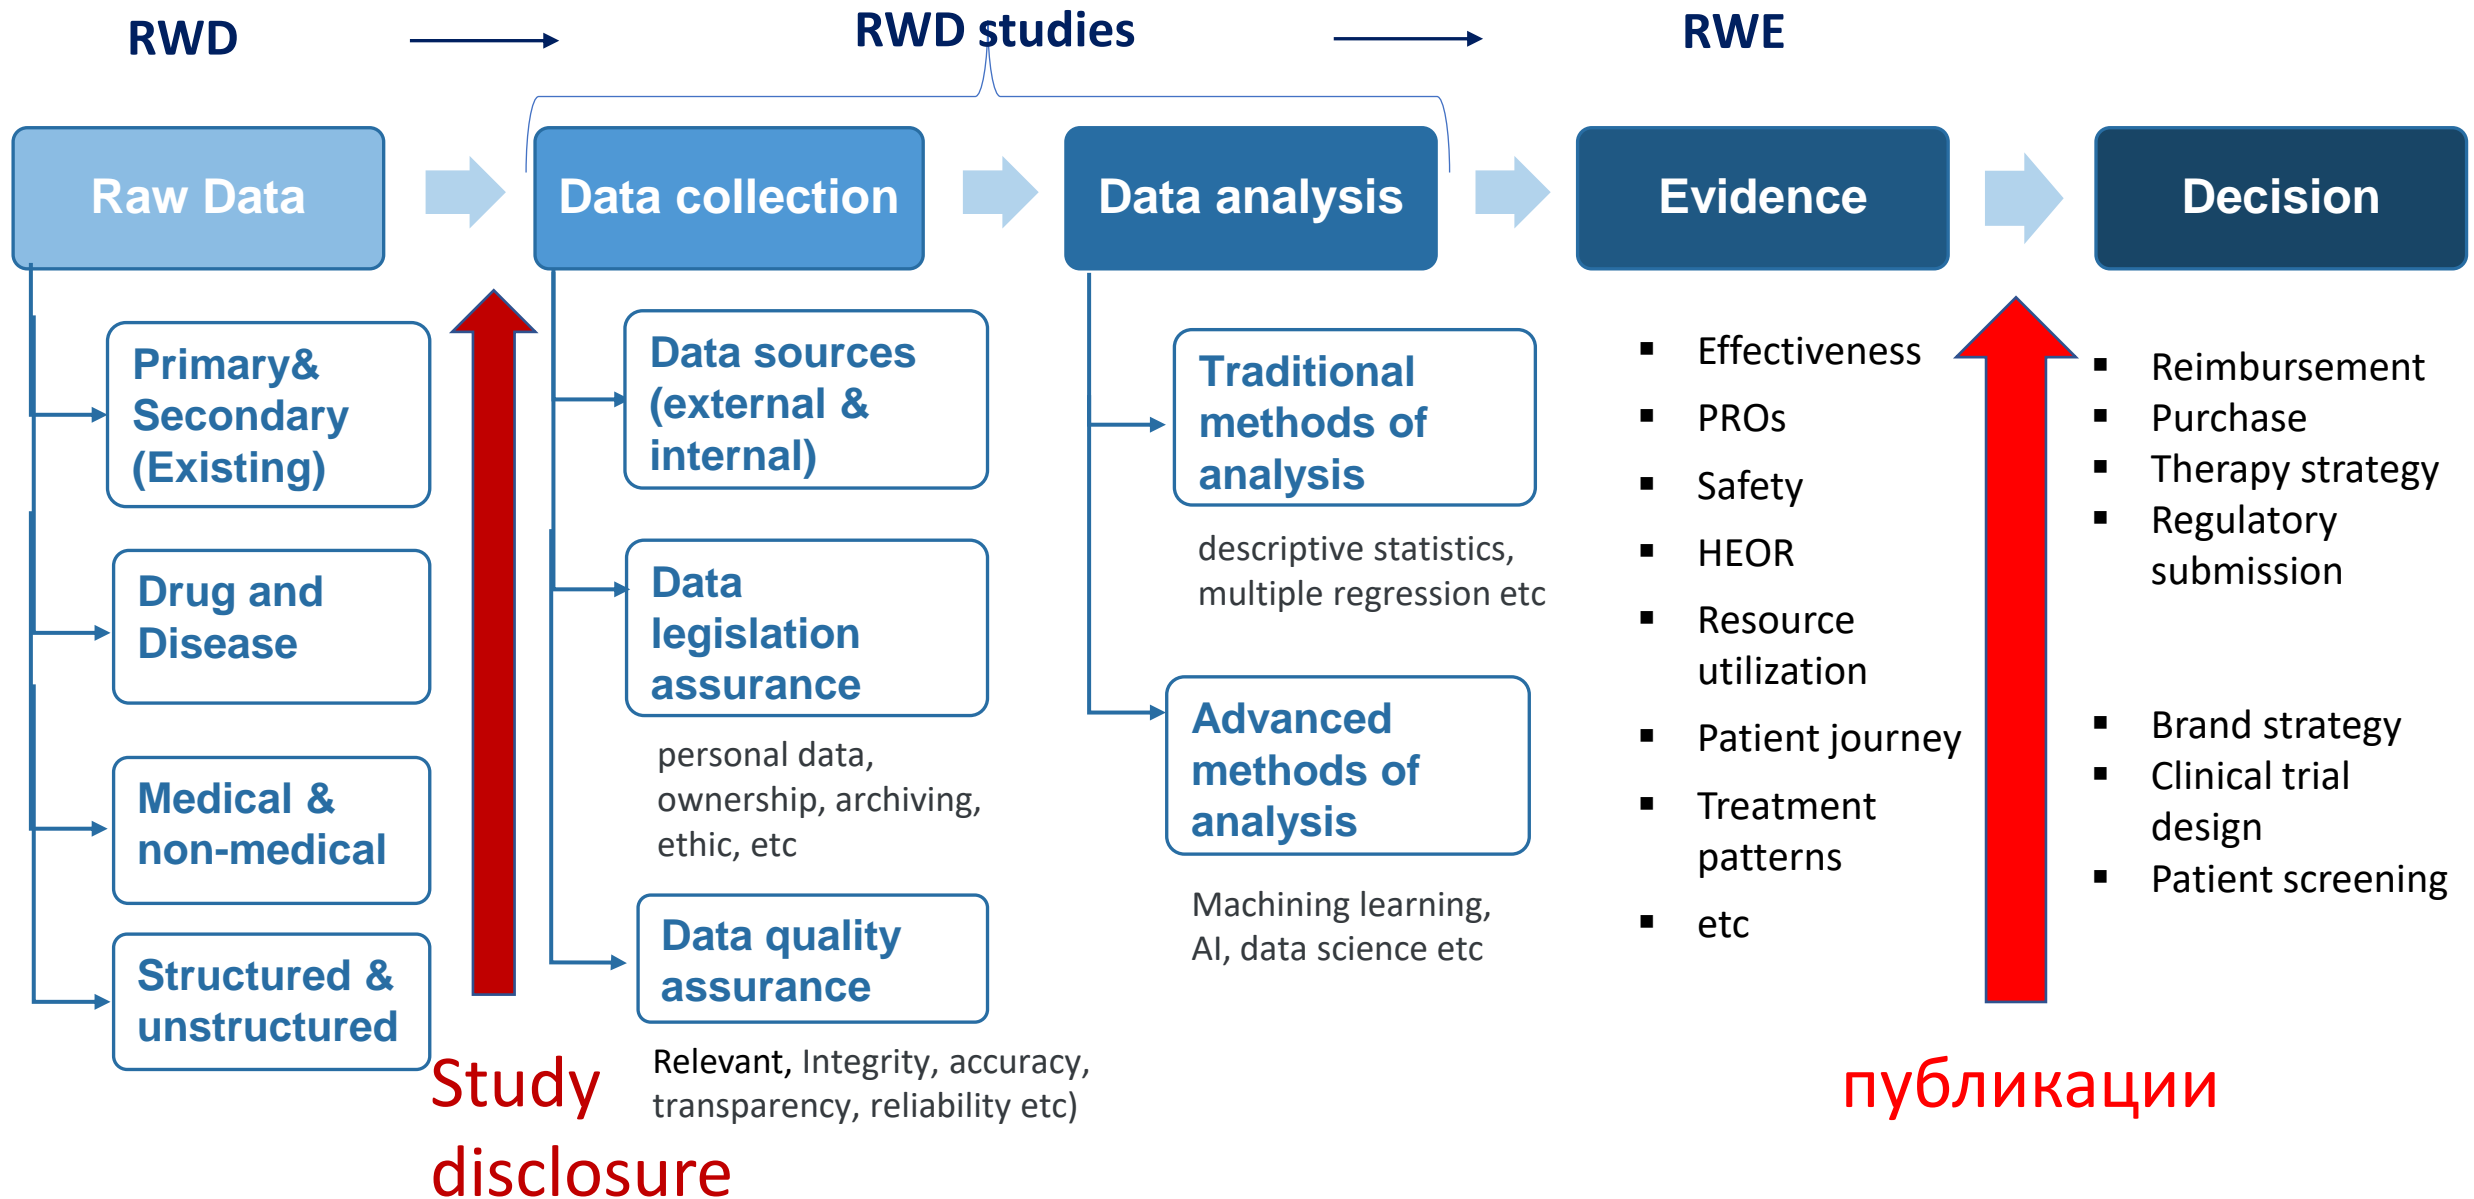 RWD
RWD studies
RWE
Raw Data
Data collection
Data analysis
Evidence
Decision
Primary&
Secondary
(Existing)
Drug and
Disease
Medical &
non-medical
Structured &
unstructured
Study
disclosure
Data sources
(external &
internal)
Data
legislation
assurance
personal data,
ownership, archiving,
ethic, etc
Data quality
assurance
Relevant, Integrity, accuracy,
transparency, reliability etc)
Traditional
methods of
analysis
descriptive statistics,
multiple regression etc
Advanced
methods of
analysis
Machining learning,
AI, data science etc
▪ Effectiveness
▪ PROs
▪ Safety
▪ HEOR
▪ Resource
utilization
▪ Patient journey
▪ Treatment
patterns
▪ etc
публикации
▪ Reimbursement
▪ Purchase
▪ Therapy strategy
▪ Regulatory
submission
▪ Brand strategy
▪ Clinical trial
design
▪ Patient screening